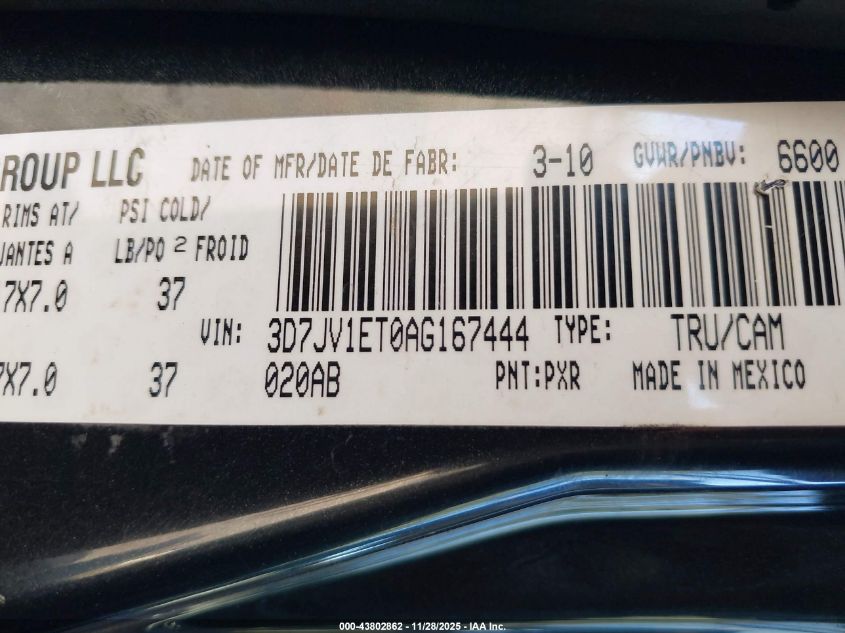 ROUP LLC DATE OF MFR/DATE DE FABR: 3-10 GVWR/PNBV: 6600
RIMS AT/ PSI COLD/
JANTES A LB/PO 2 FROID
7X7.0 37
VIN: 3D7JV1ET0AG167444 TYPE: TRU/CAM
7X7.0 37 020AB PNT:PXR MADE IN MEXICO
000-43802862 - 11/28/2025 - IAA Inc.